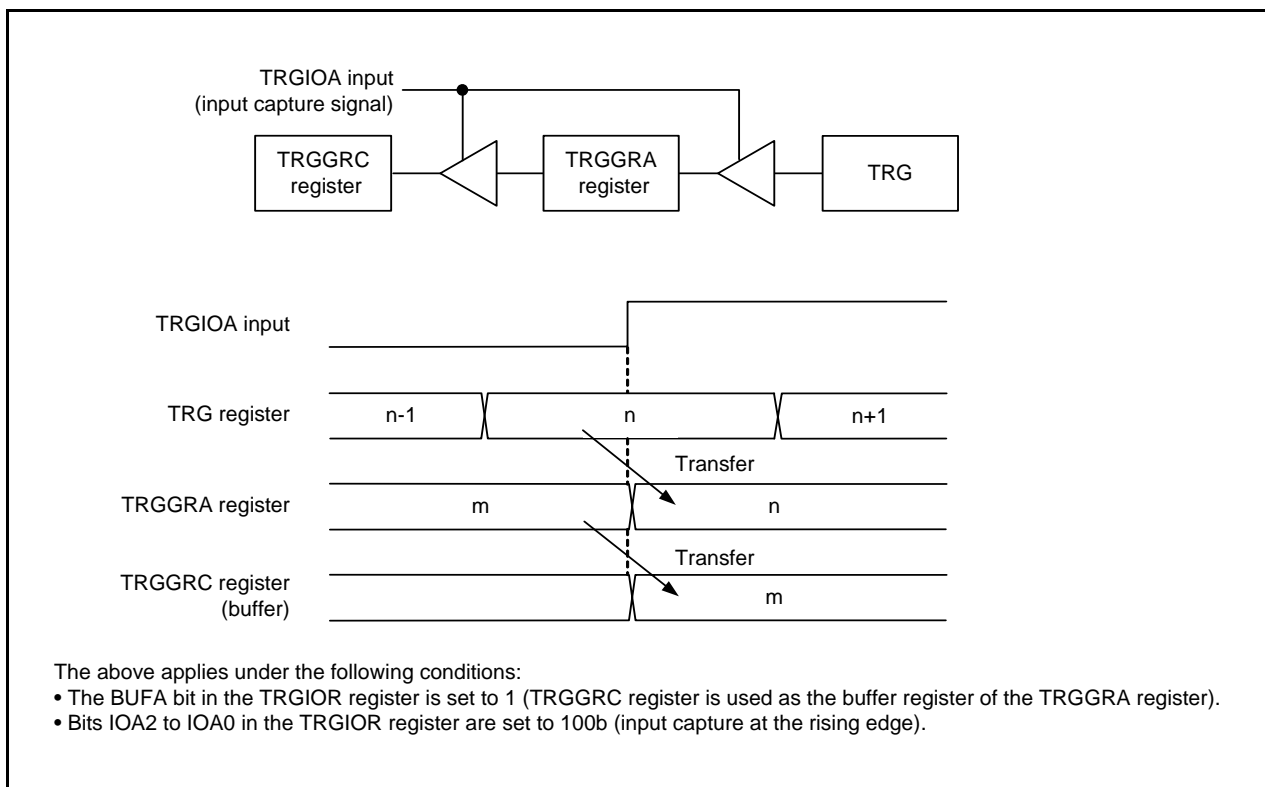 TRGIOA input
(input capture signal)
TRGGRC
register
TRGGRA
register
TRG
TRGIOA input
TRG register
n-1
n
n+1
Transfer
TRGGRA register
m
n
Transfer
TRGGRC register
(buffer)
m
The above applies under the following conditions:
• The BUFA bit in the TRGIOR register is set to 1 (TRGGRC register is used as the buffer register of the TRGGRA register).
• Bits IOA2 to IOA0 in the TRGIOR register are set to 100b (input capture at the rising edge).